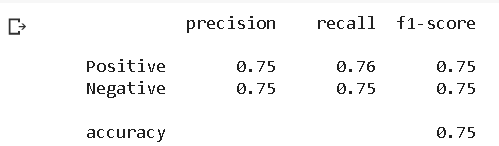 precision recall f1-score
Positive 0.75 0.76 0.75
Negative 0.75 0.75 0.75
accuracy 0.75